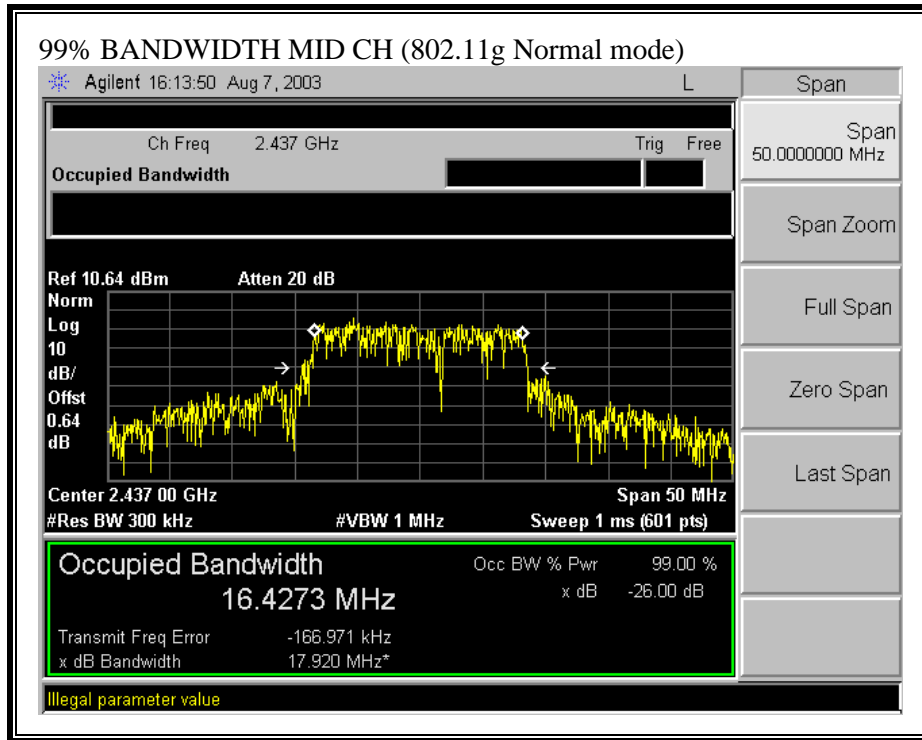 99% BANDWIDTH MID CH (802.11g Normal mode)
Agilent 16:13:50 Aug 7, 2003 L
Span
Ch Freq 2.437 GHz Trig Free
Occupied Bandwidth
Span
50.0000000 MHz
Span Zoom
Full Span
Zero Span
Last Span
Ref 10.64 dBm Atten 20 dB
Norm
Log
10
dB/
Offst
0.64
dB
Center 2.437 00 GHz Span 50 MHz
#Res BW 300 kHz #VBW 1 MHz Sweep 1 ms (601 pts)
Occupied Bandwidth
16.4273 MHz
Occ BW % Pwr 99.00 %
x dB -26.00 dB
Transmit Freq Error -166.971 kHz
x dB Bandwidth 17.920 MHz*
Illegal parameter value